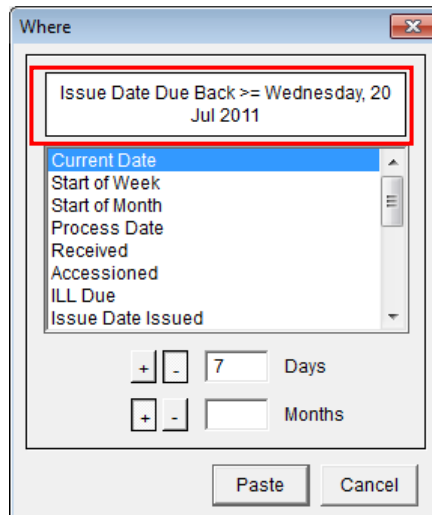 Where
Issue Date Due Back >= Wednesday, 20
Jul 2011
Current Date
Start of Week
Start of Month
Process Date
Received
Accessioned
ILL Due
Issue Date Issued
+ - 7 Days
+ - Months
Paste Cancel